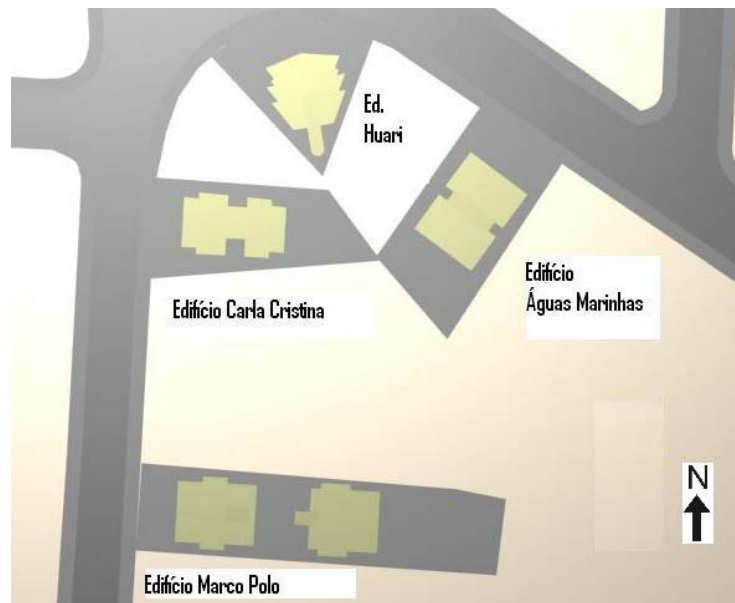 Ed.
Huari
Edifício
Águas Marinhas
Edifício Carla Cristina
N
Edifício Marco Polo